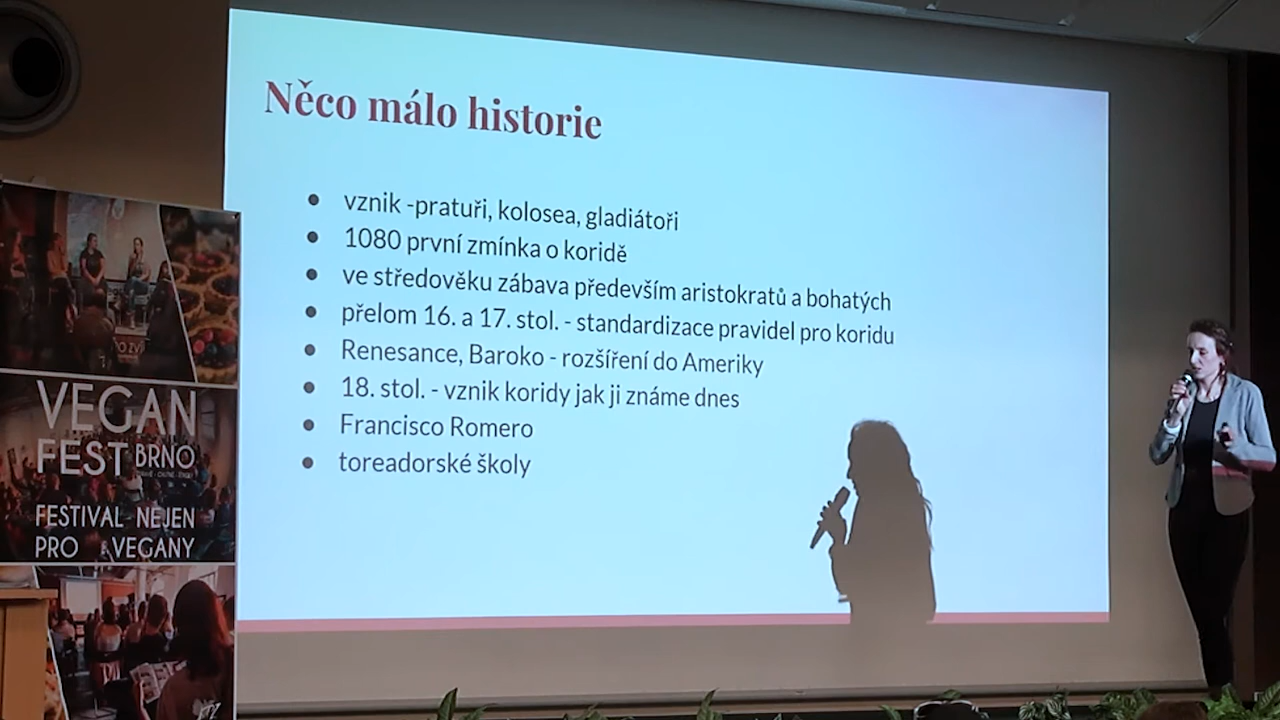 Něco málo historie
vznik -pratuři, kolosea, gladiátoři
1080 první zmínka o koridě
ve středověku zábava především aristokratů a bohatých
přelom 16. a 17. stol. - standardizace pravidel pro koridu
Renesance, Baroko - rozšíření do Ameriky
18. stol. - vznik koridy jak ji známe dnes
Francisco Romero
toreadorské školy
VEGAN
FEST BRNO
FESTIVAL NEJEN
PRO VEGANY